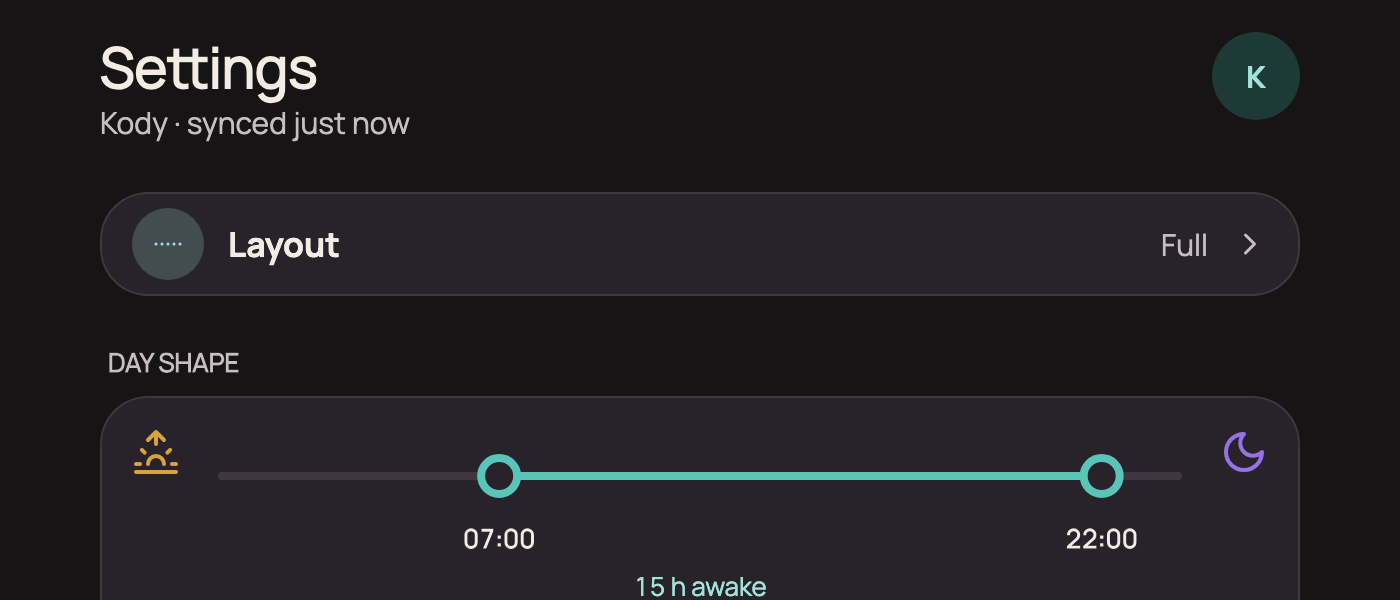 Settings
K
Kody · synced just now
Layout
Full
DAY SHAPE
07:00
22:00
15 h awake